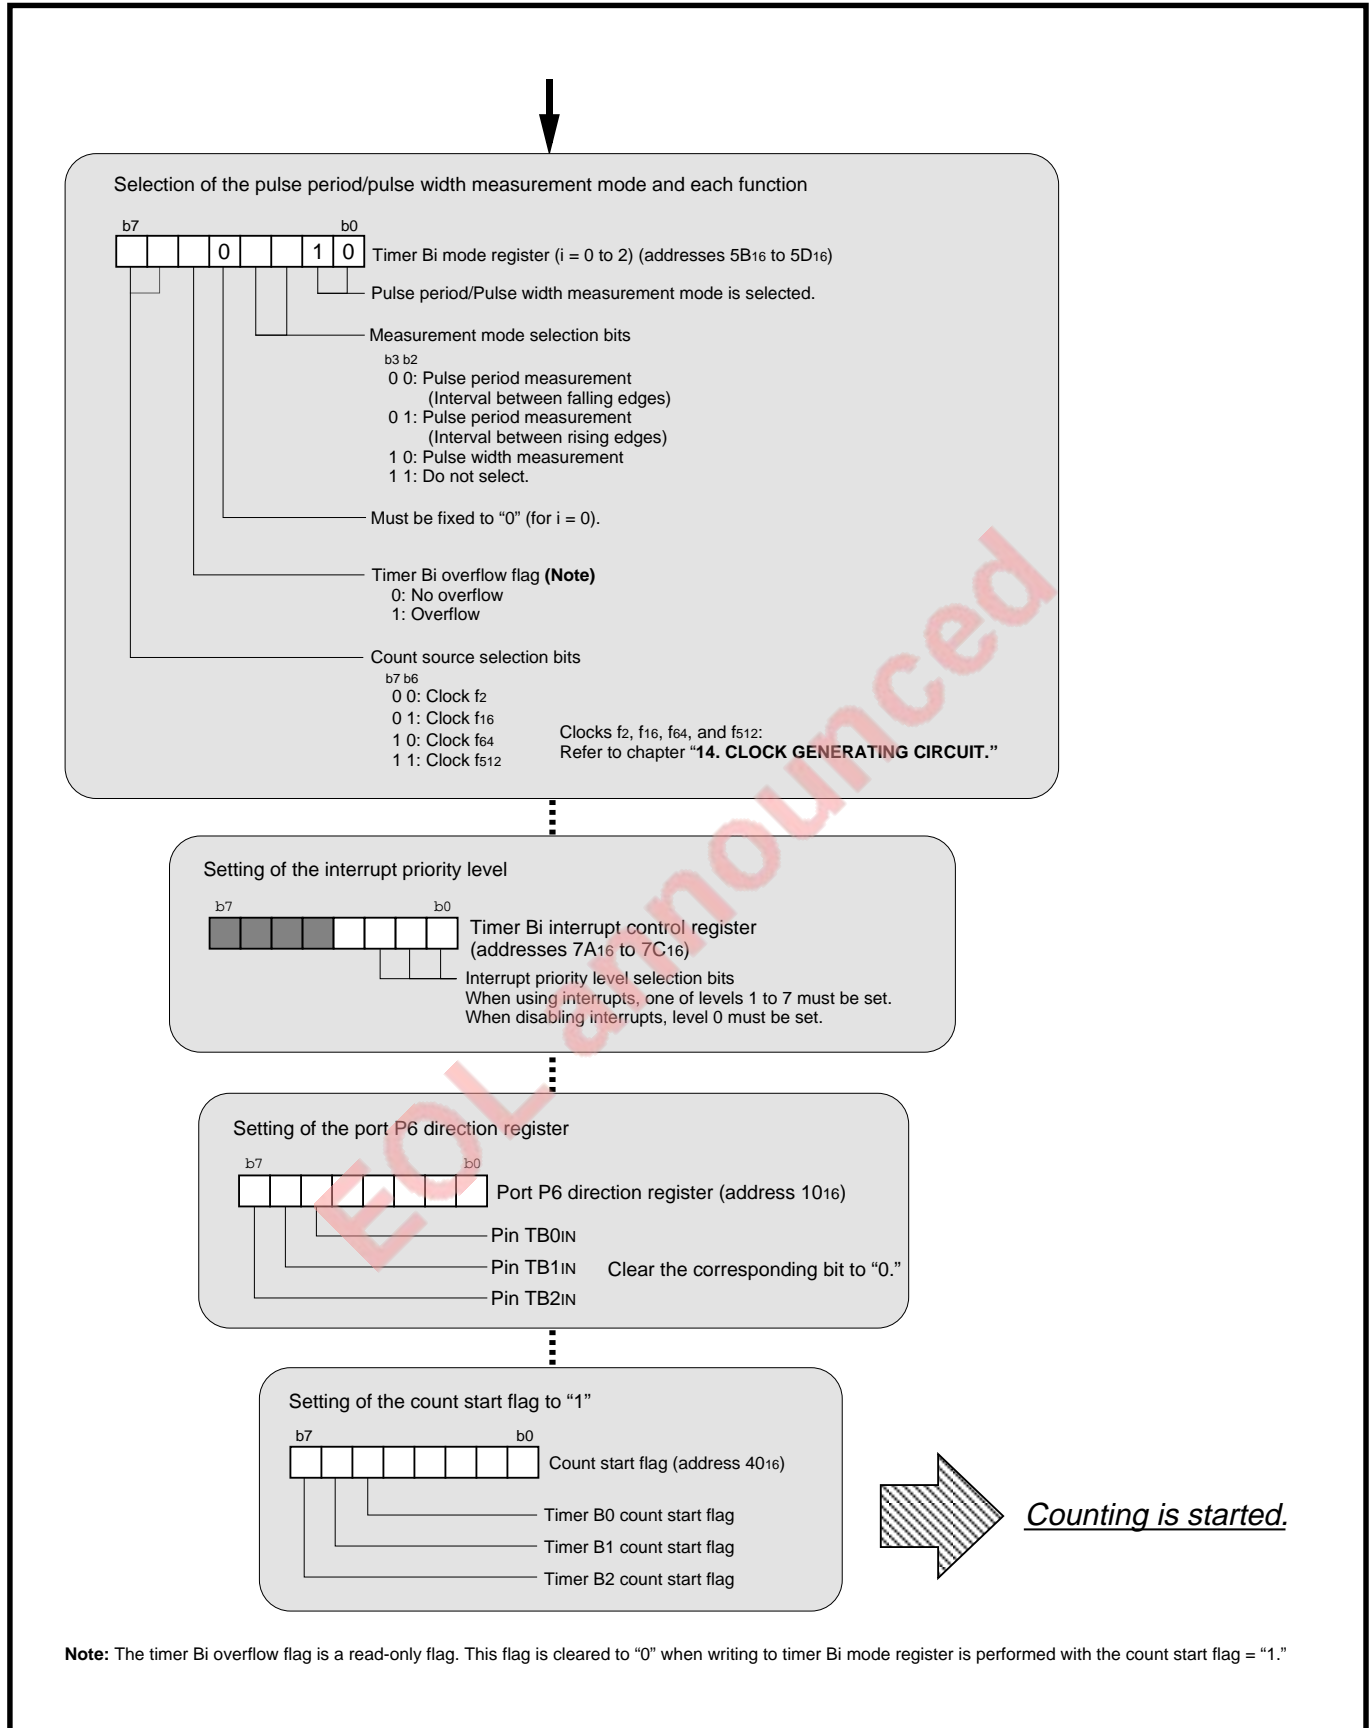 Selection of the pulse period/pulse width measurement mode and each function
b7 b0
0 1 0 Timer Bi mode register (i = 0 to 2) (addresses 5B16 to 5D16)
Pulse period/Pulse width measurement mode is selected.
Measurement mode selection bits
b3 b2
0 0: Pulse period measurement
(Interval between falling edges)
0 1: Pulse period measurement
(Interval between rising edges)
1 0: Pulse width measurement
1 1: Do not select.
Must be fixed to “0” (for i = 0).
Timer Bi overflow flag (Note)
0: No overflow
1: Overflow
Count source selection bits
b7 b6
0 0: Clock f2
0 1: Clock f16
1 0: Clock f64
1 1: Clock f512
Clocks f2, f16, f64, and f512:
Refer to chapter “14. CLOCK GENERATING CIRCUIT.”
Setting of the interrupt priority level
b7 b0
Timer Bi interrupt control register
(addresses 7A16 to 7C16)
Interrupt priority level selection bits
When using interrupts, one of levels 1 to 7 must be set.
When disabling interrupts, level 0 must be set.
Setting of the port P6 direction register
b7 b0
Port P6 direction register (address 1016)
Pin TB0IN
Pin TB1IN Clear the corresponding bit to “0.”
Pin TB2IN
Setting of the count start flag to “1”
b7 b0
Count start flag (address 4016)
Timer B0 count start flag
Timer B1 count start flag
Timer B2 count start flag
Counting is started.
Note: The timer Bi overflow flag is a read-only flag. This flag is cleared to “0” when writing to timer Bi mode register is performed with the count start flag = “1.”
EOL announced